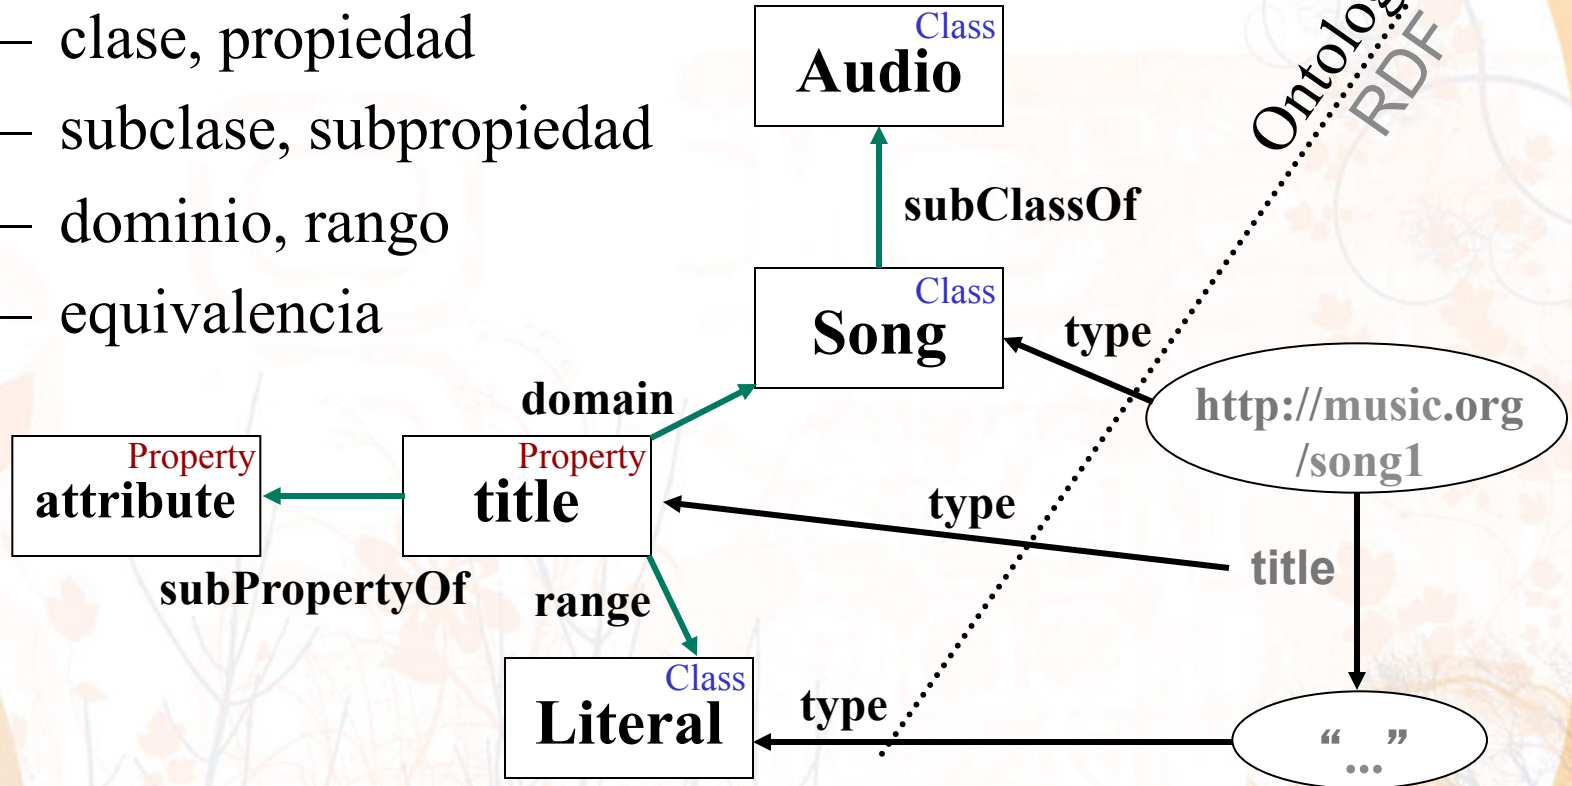 – clase, propiedad
– subclase, subpropiedad
– dominio, rango
– equivalencia
Class
Audio
RDF
subClassOf
Class
Song
type
http://music.org
/song1
domain
Property
attribute
Property
title
type
title
subPropertyOf
range
Class
Literal
type
“...”